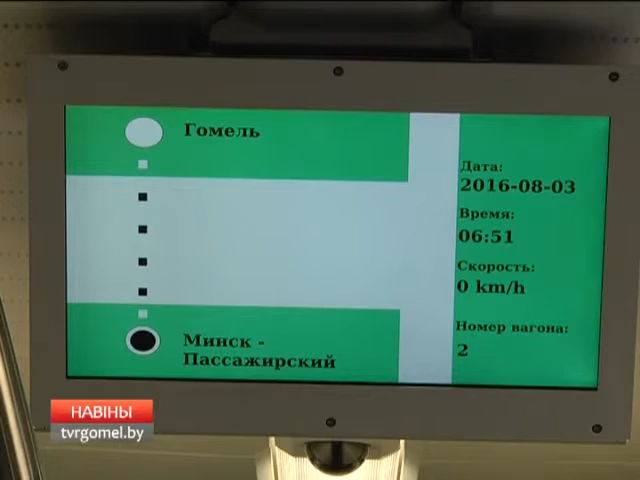 Гомель
Минск -
Пассажирский
Дата:
2016-08-03
Время:
06:51
Скорость:
0 km/h
Номер вагона:
2
НАВІНЫ
tvrgomel.by